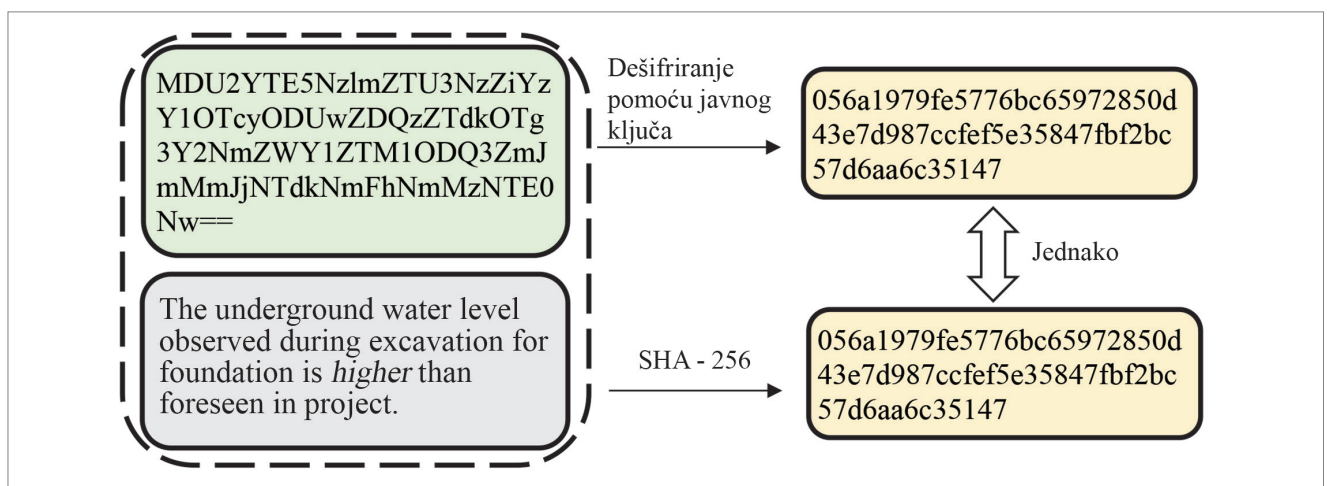 MDU2YTE5NzlmZTU3NzZiYz
Y1OTcyODUwZDQzZTdkOTg
3Y2NmZWY1ZTM1ODQ3ZmJ
mMmJjNTdkNmFhNmMzNTE0
Nw==
Dešifriranje
pomoću javnog
ključa
056a1979fe5776bc65972850d
43e7d987ccfef5e35847fbf2bc
57d6aa6c35147
Jednako
The underground water level
observed during excavation for
foundation is higher than
foreseen in project.
SHA - 256
056a1979fe5776bc65972850d
43e7d987ccfef5e35847fbf2bc
57d6aa6c35147